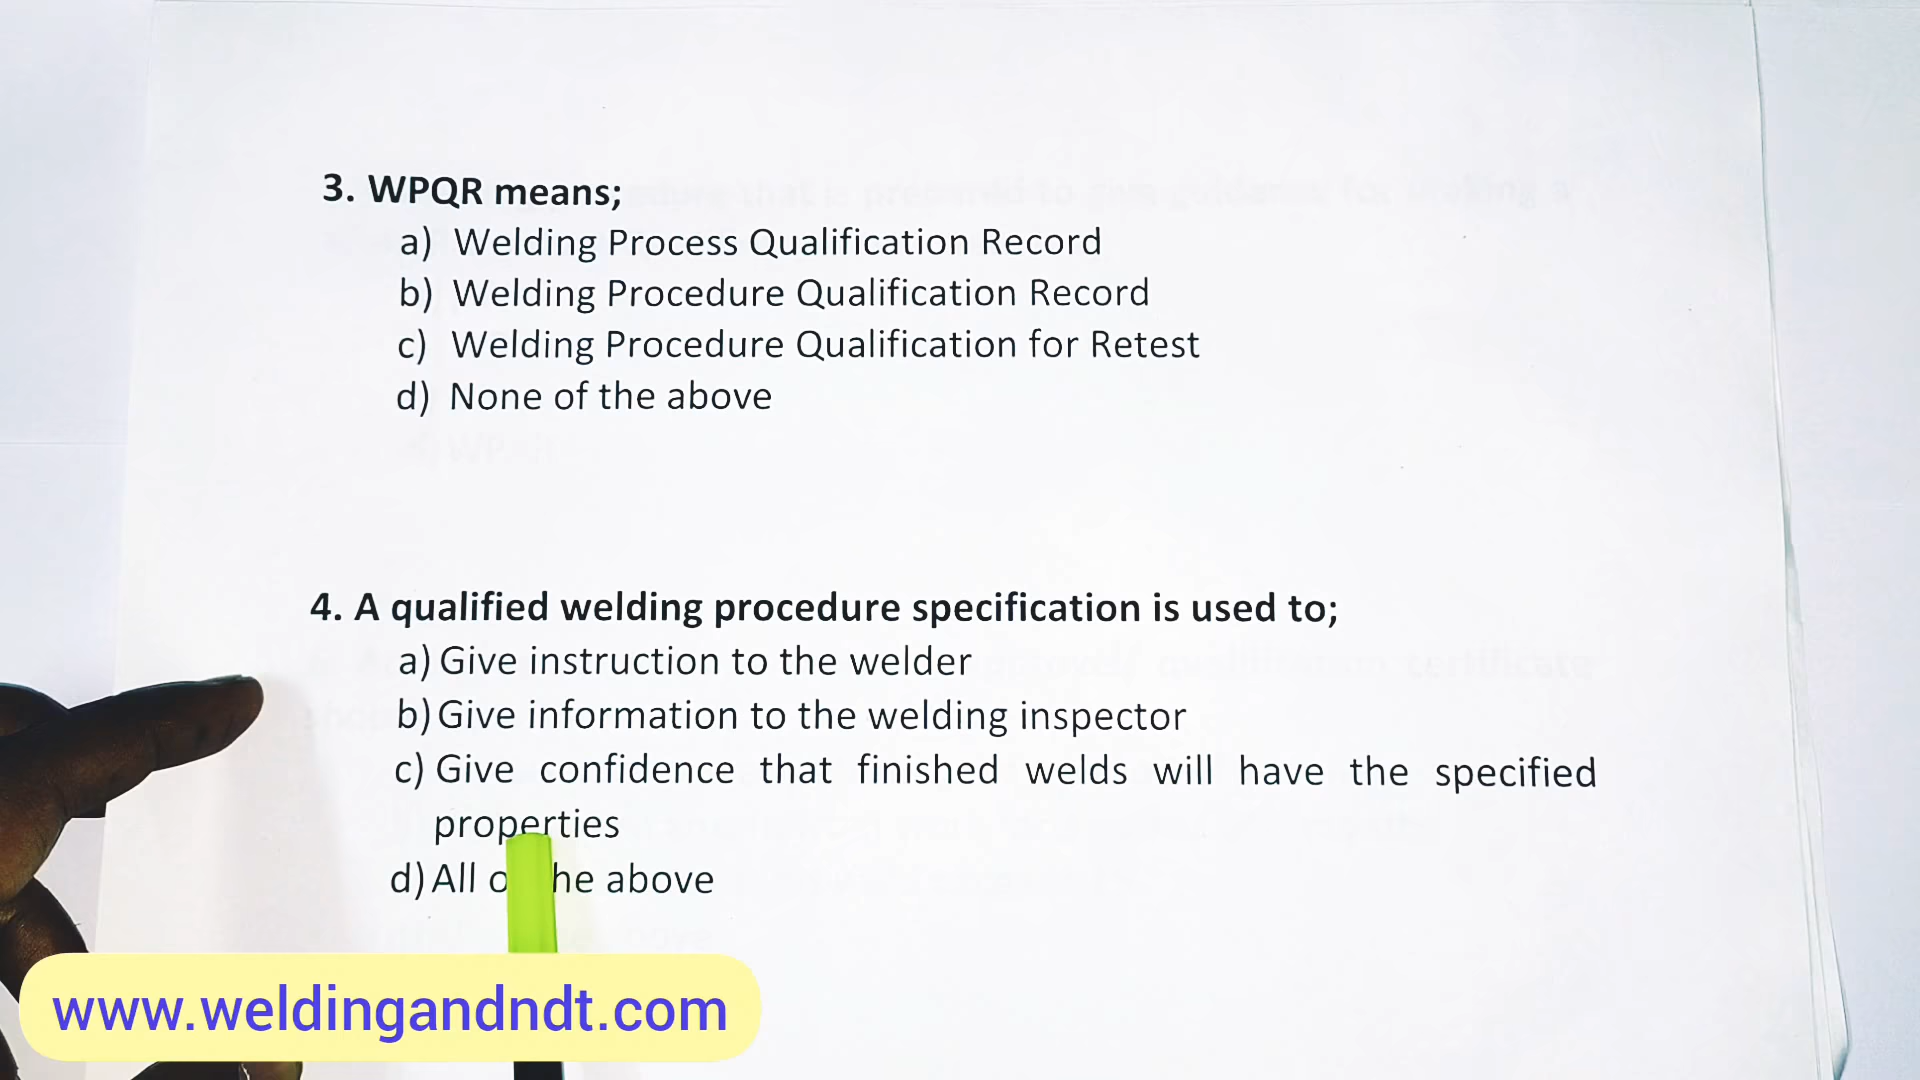 3. WPQR means;
a) Welding Process Qualification Record
b) Welding Procedure Qualification Record
c) Welding Procedure Qualification for Retest
d) None of the above
4. A qualified welding procedure specification is used to;
a) Give instruction to the welder
b) Give information to the welding inspector
c) Give confidence that finished welds will have the specified
properties
d) All of the above
www.weldingandndt.com